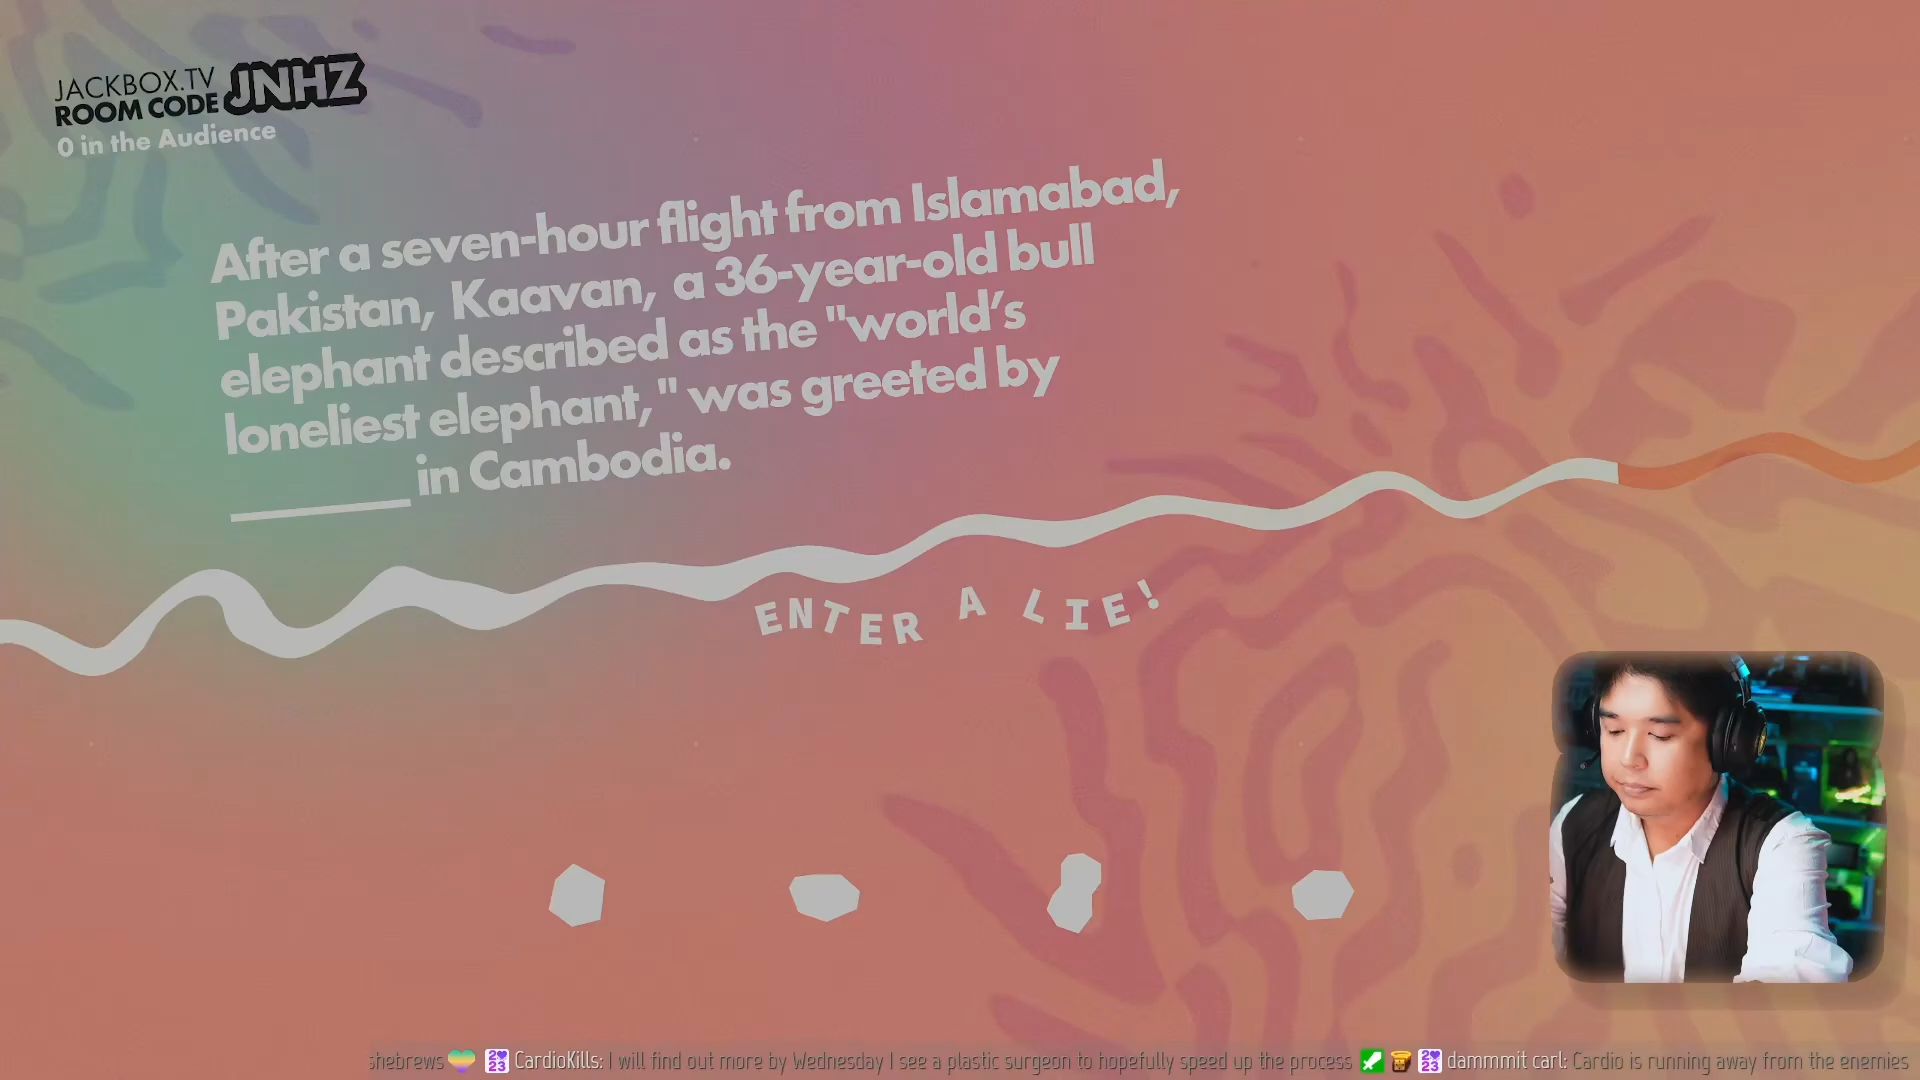 JACKBOX.TV
ROOM CODE JNHZ
0 in the Audience
After a seven-hour flight from Islamabad,
Pakistan, Kaavan, a 36-year-old bull
elephant described as the "world’s
loneliest elephant," was greeted by
________ in Cambodia.
ENTER A LIE!
shebrews CardioKills: I will find out more by Wednesday I see a plastic surgeon to hopefully speed up the process dammmit carl: Cardio is running away from the enemies